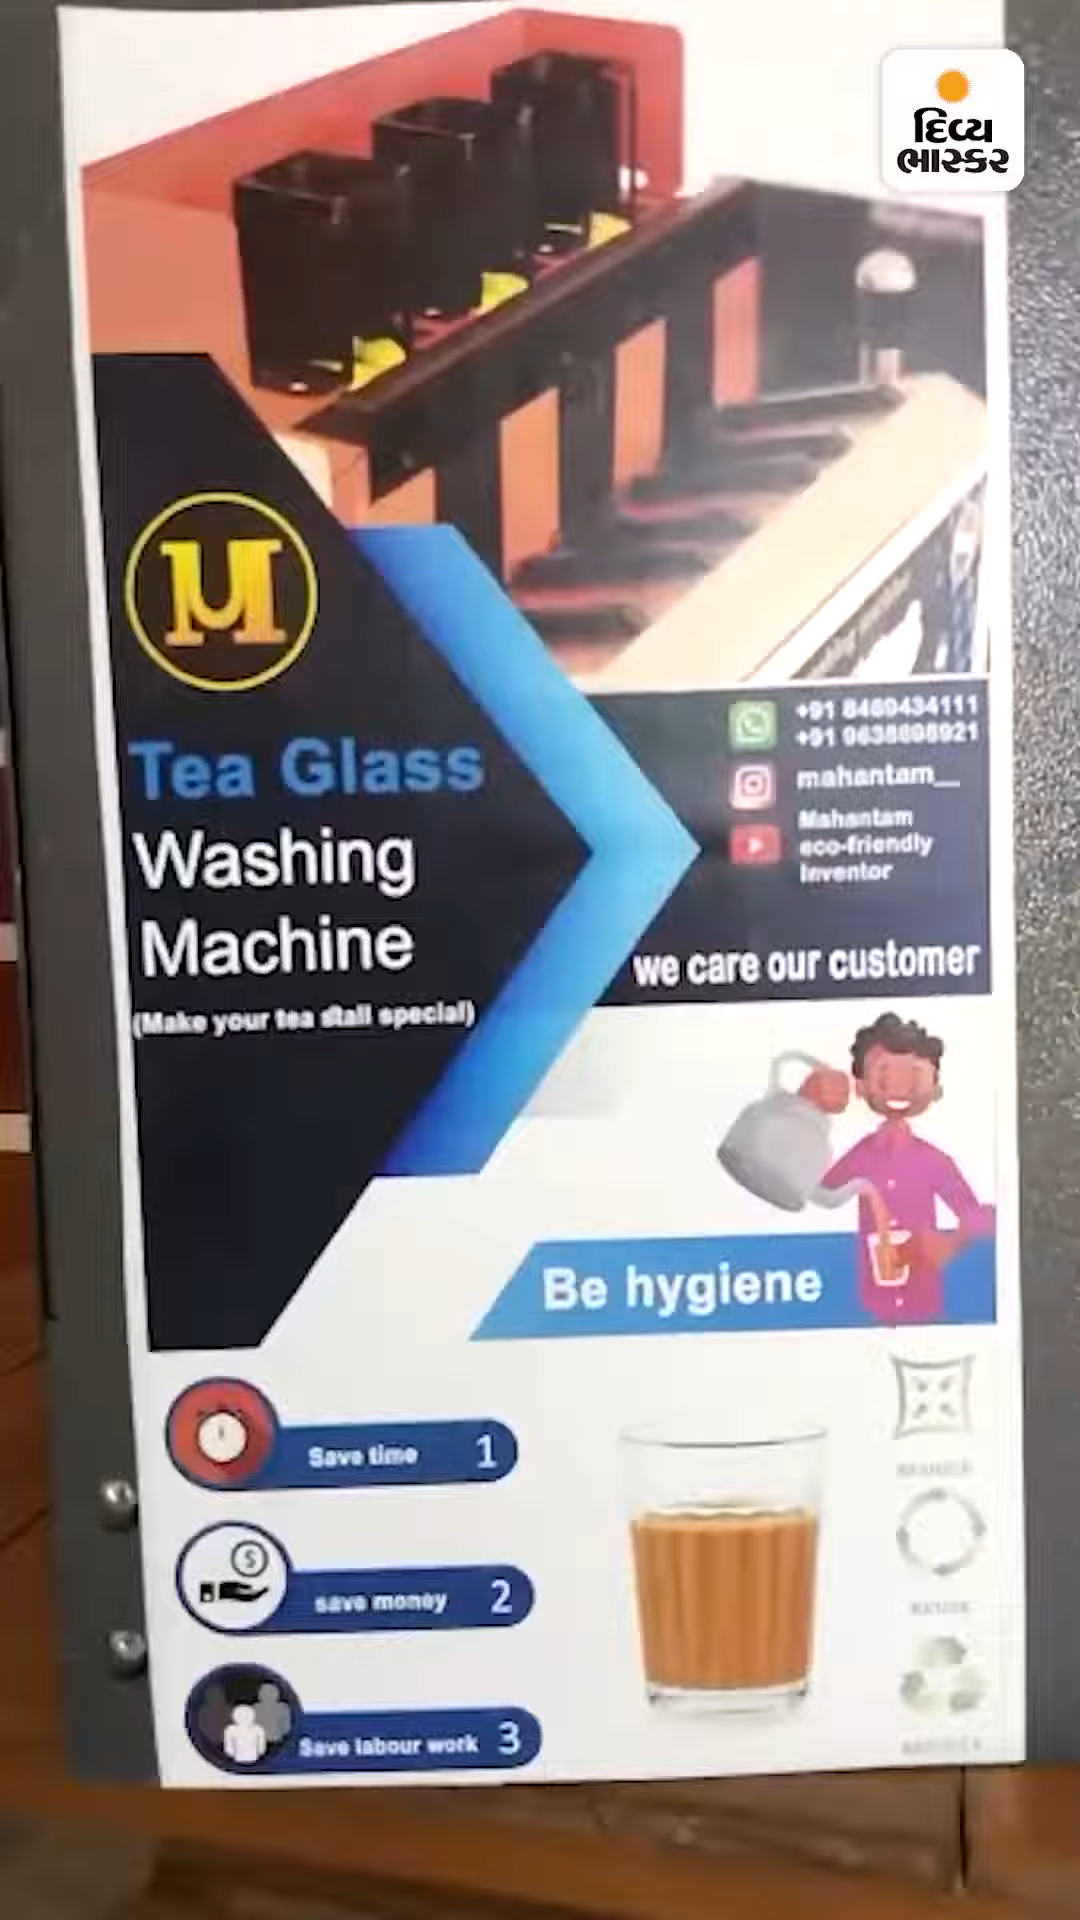 દિવ્ય
ભાસ્કર
M
Tea Glass
Washing
Machine
(Make your tea stall special)
+91 8469434111
mahantam__
Mahantam
eco-friendly
Inventor
we care our customer
Be hygiene
Save time 1
save money 2
Save labour work 3